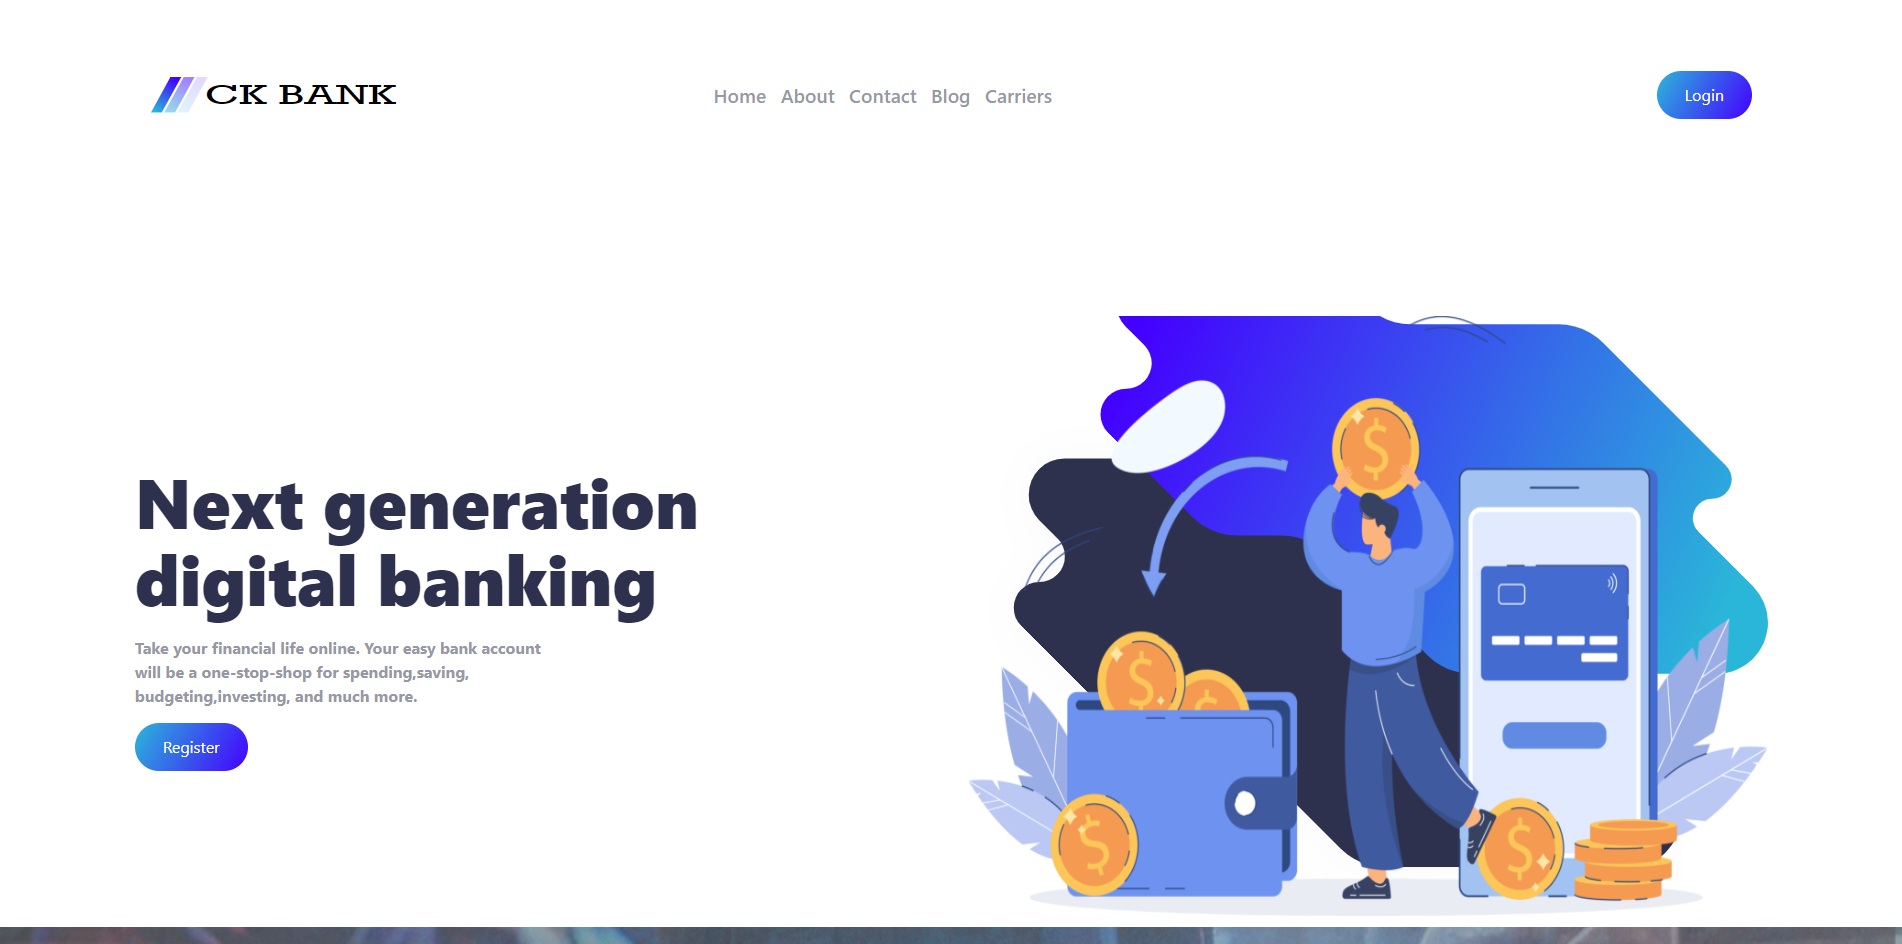 CK BANK
Home About Contact Blog Carriers
Login
Next generation
digital banking
Take your financial life online. Your easy bank account
will be a one-stop-shop for spending,saving,
budgeting,investing, and much more.
Register
$
$
$
$
$